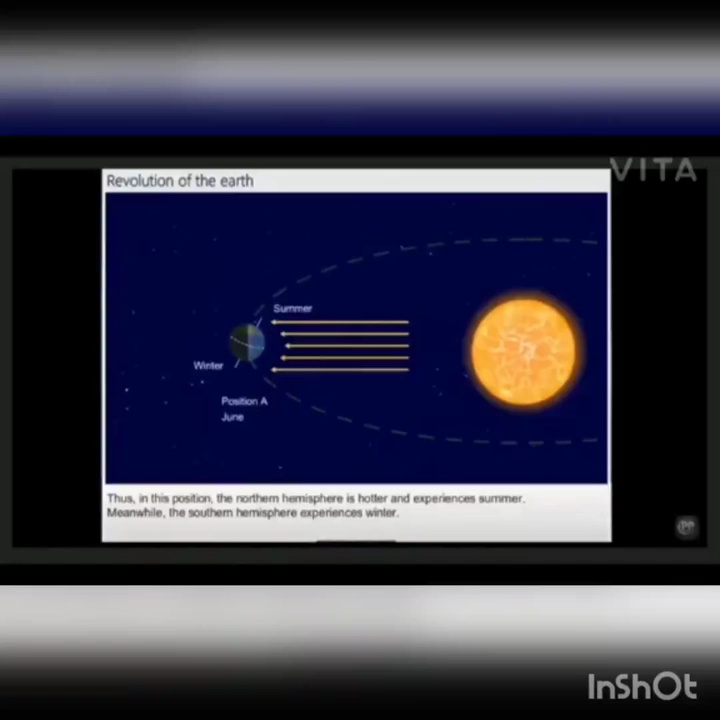 VITA
Revolution of the earth
Summer
Winter
Position A
June
Thus, in this position, the northern hemisphere is hotter and experiences summer.
Meanwhile, the southern hemisphere experiences winter.
InShOt